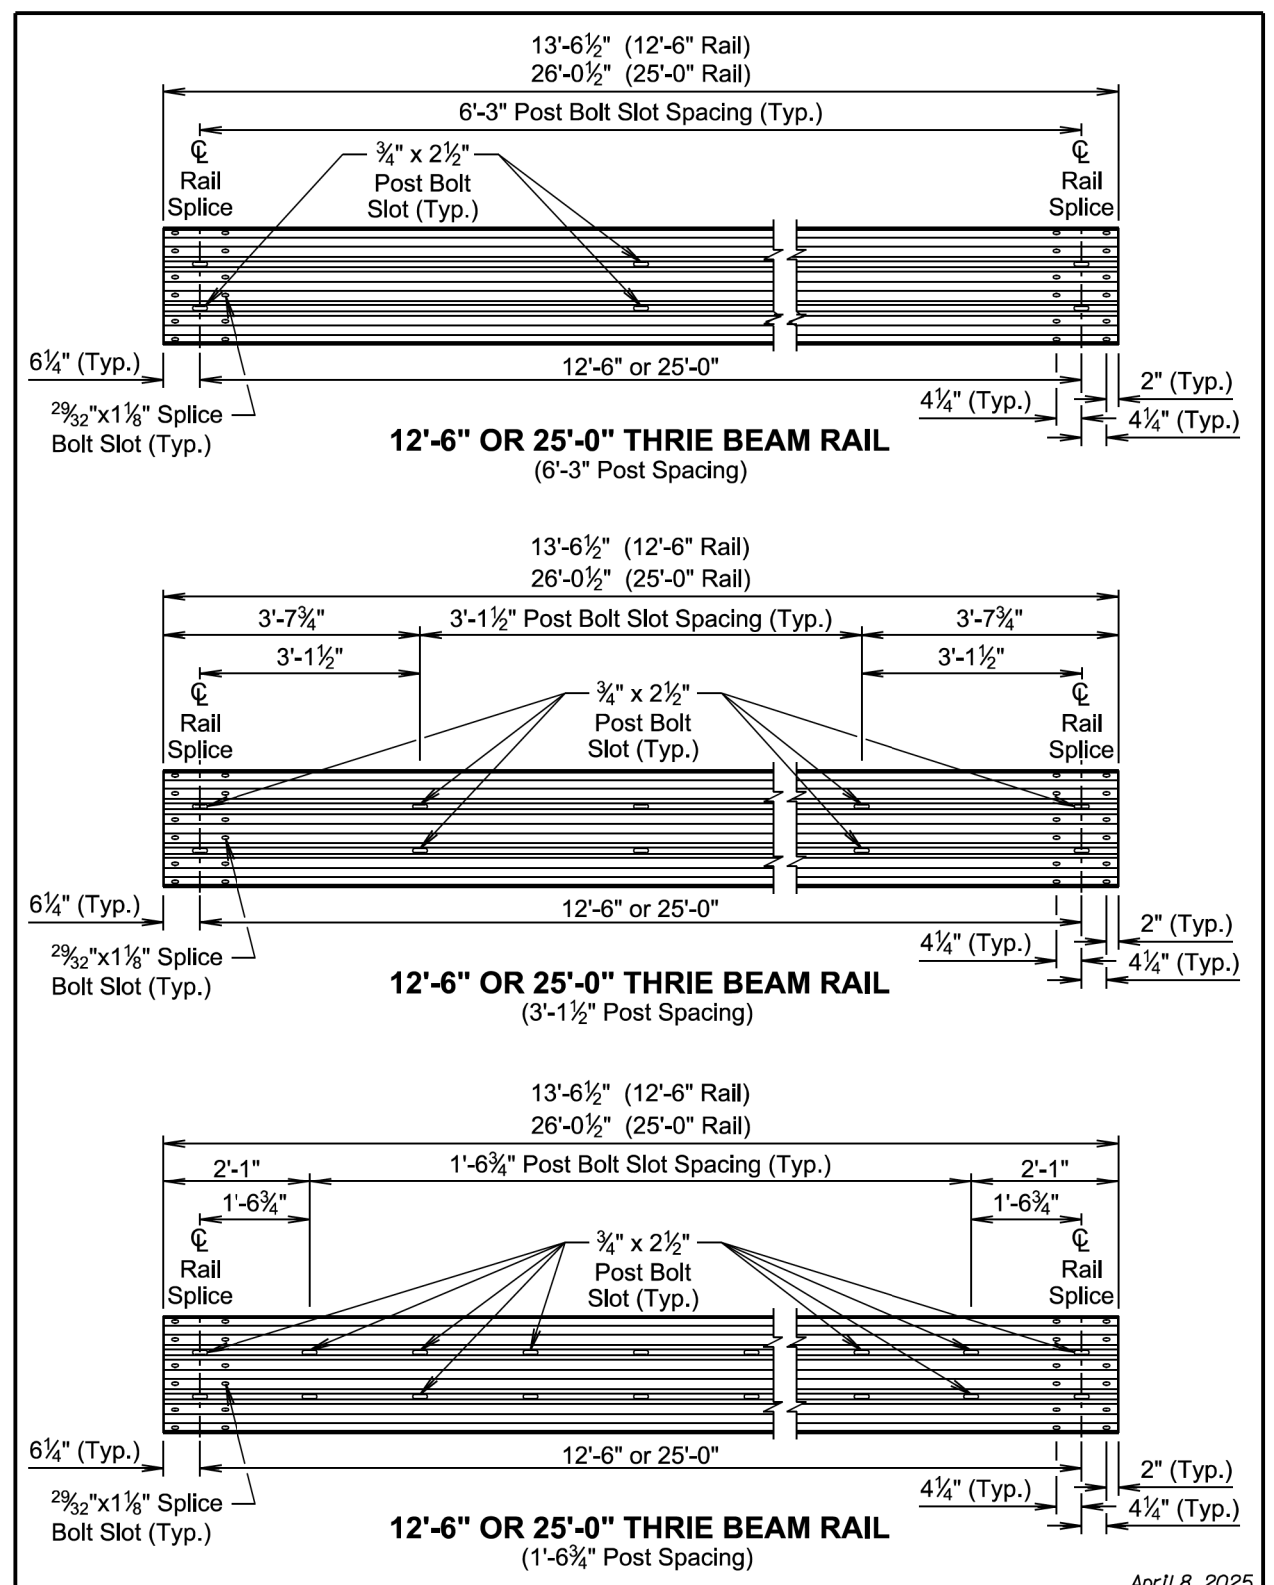 13'-6½" (12'-6" Rail)
26'-0½" (25'-0" Rail)
6'-3" Post Bolt Slot Spacing (Typ.)
℄ Rail Splice
¾" x 2½"
Post Bolt
Slot (Typ.)
℄ Rail Splice
6¼" (Typ.)
12'-6" or 25'-0"
2" (Typ.)
4¼" (Typ.)
4¼" (Typ.)
29⁄32"x1⅛" Splice
Bolt Slot (Typ.)
12'-6" OR 25'-0" THRIE BEAM RAIL
(6'-3" Post Spacing)
13'-6½" (12'-6" Rail)
26'-0½" (25'-0" Rail)
3'-7¾"
3'-1½" Post Bolt Slot Spacing (Typ.)
3'-7¾"
3'-1½"
3'-1½"
℄ Rail Splice
¾" x 2½"
Post Bolt
Slot (Typ.)
℄ Rail Splice
6¼" (Typ.)
12'-6" or 25'-0"
2" (Typ.)
4¼" (Typ.)
4¼" (Typ.)
29⁄32"x1⅛" Splice
Bolt Slot (Typ.)
12'-6" OR 25'-0" THRIE BEAM RAIL
(3'-1½" Post Spacing)
13'-6½" (12'-6" Rail)
26'-0½" (25'-0" Rail)
2'-1"
1'-6¾" Post Bolt Slot Spacing (Typ.)
2'-1"
1'-6¾"
1'-6¾"
℄ Rail Splice
¾" x 2½"
Post Bolt
Slot (Typ.)
℄ Rail Splice
6¼" (Typ.)
12'-6" or 25'-0"
2" (Typ.)
4¼" (Typ.)
4¼" (Typ.)
29⁄32"x1⅛" Splice
Bolt Slot (Typ.)
12'-6" OR 25'-0" THRIE BEAM RAIL
(1'-6¾" Post Spacing)
April 8, 2025